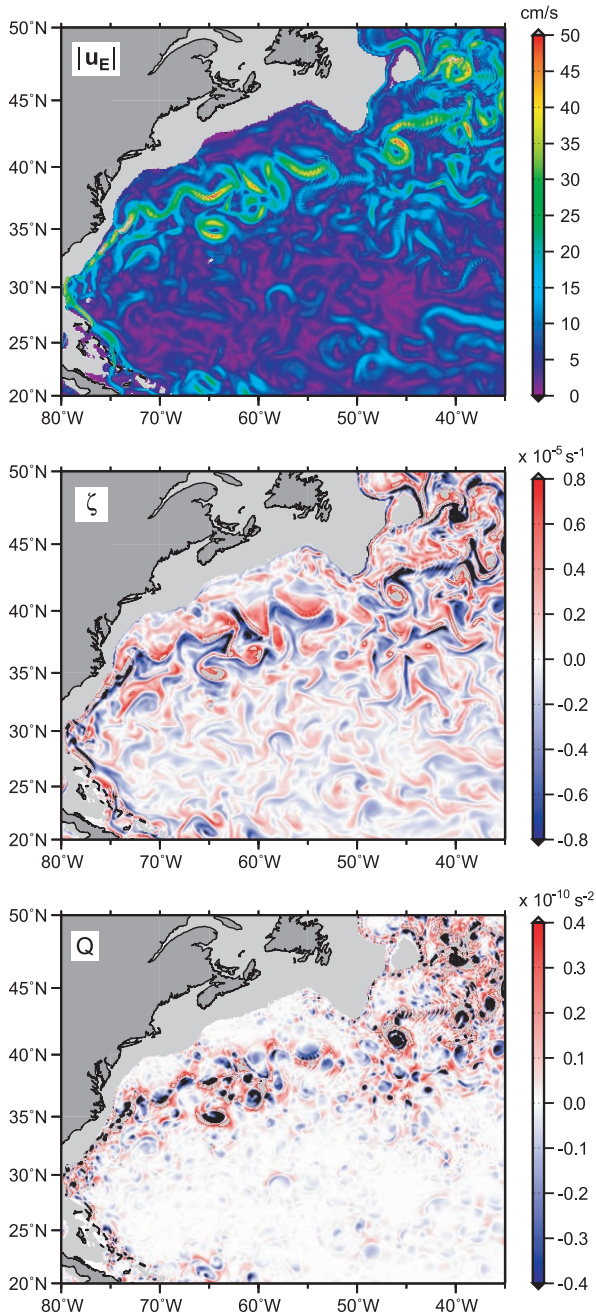 cm/s
50˚N
|uE|
50
45
45˚N
40
40˚N
35
30
35˚N
25
20
30˚N
15
25˚N
10
5
20˚N
0
80˚W 70˚W 60˚W 50˚W 40˚W
x 10-5 s-1
50˚N
ζ
0.8
0.6
45˚N
0.4
40˚N
0.2
35˚N
0.0
-0.2
30˚N
-0.4
25˚N
-0.6
20˚N
-0.8
80˚W 70˚W 60˚W 50˚W 40˚W
x 10-10 s-2
50˚N
Q
0.4
0.3
45˚N
0.2
40˚N
0.1
35˚N
0.0
-0.1
30˚N
-0.2
25˚N
-0.3
20˚N
-0.4
80˚W 70˚W 60˚W 50˚W 40˚W